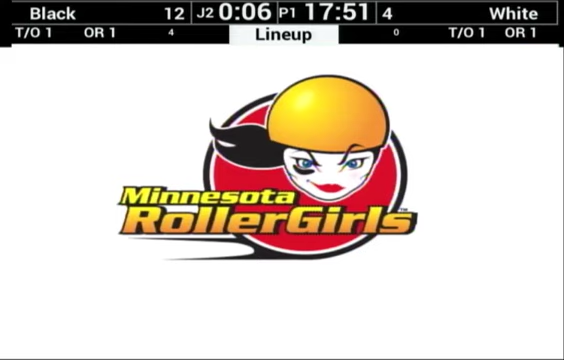 Black 12 J2 0:06 P1 17:51 4 White
T/O 1 OR 1 4 Lineup 0 T/O 1 OR 1
Minnesota
RollerGirls™